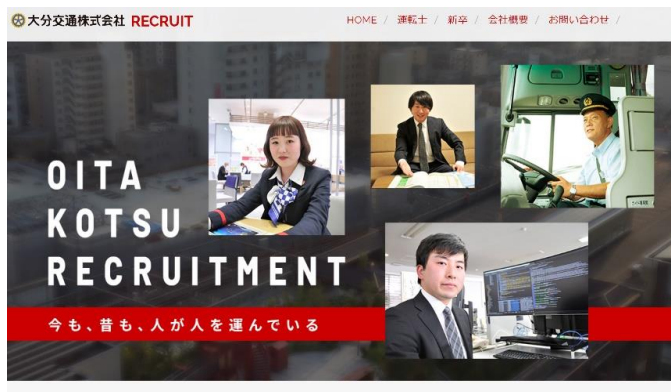 大分交通株式会社 RECRUIT
HOME / 運転士 / 新卒 / 会社概要 / お問い合わせ /
OITA
KOTSU
RECRUITMENT
今も、昔も、人が人を運んでいる